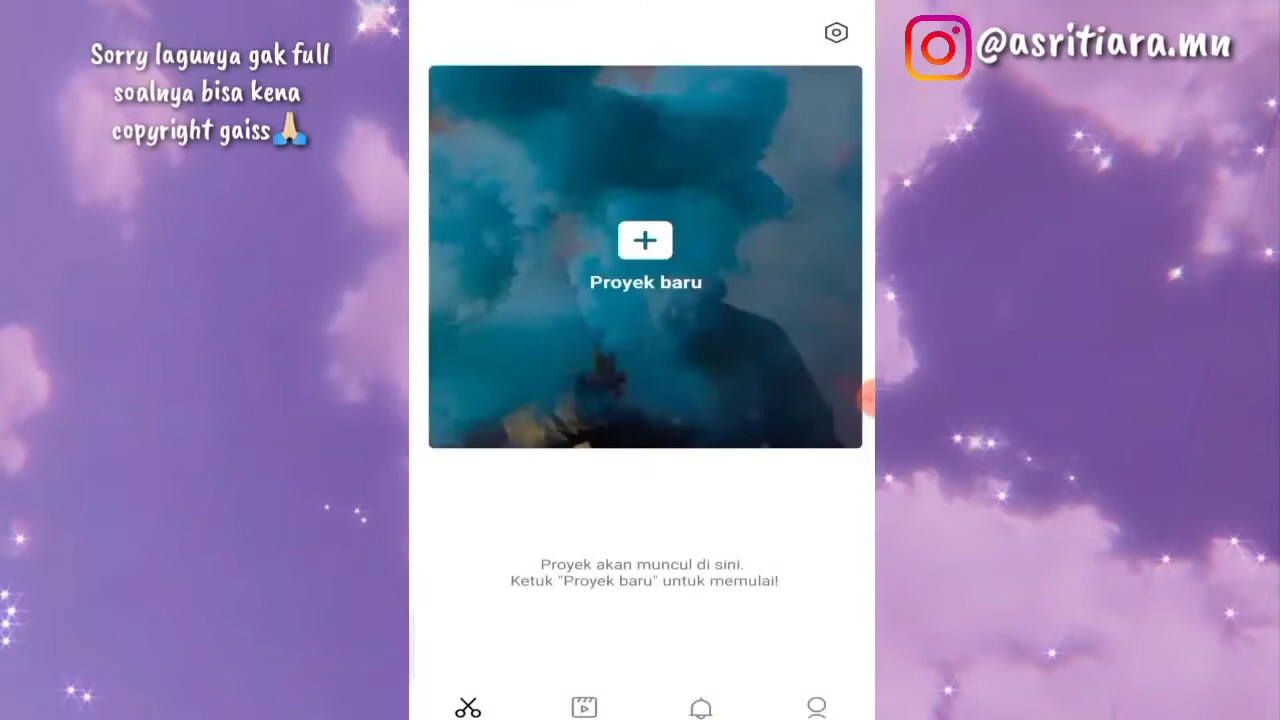 Sorry lagunya gak full
soalnya bisa kena
copyright gaiss🙏🏼
@asritiara.mn
Proyek baru
Proyek akan muncul di sini.
Ketuk "Proyek baru" untuk memulai!